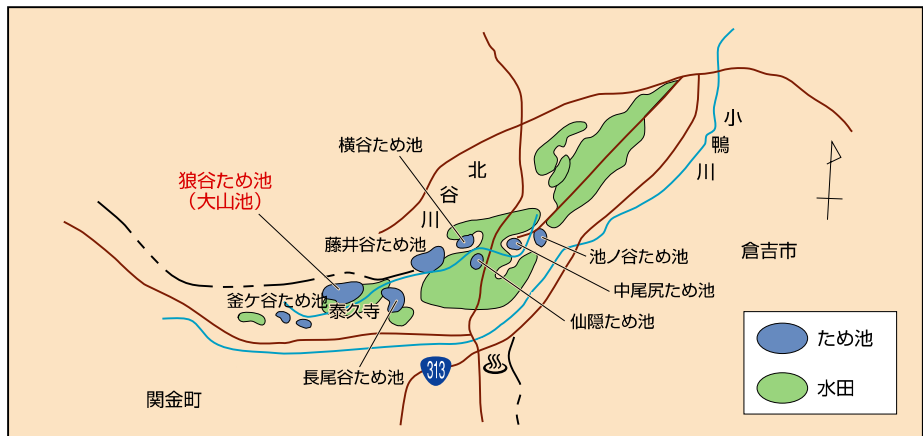 小鴨川
横谷ため池
北谷川
狼谷ため池
（大山池）
藤井谷ため池
倉吉市
池ノ谷ため池
中尾尻ため池
釜ケ谷ため池
泰久寺
仙隠ため池
長尾谷ため池
313
関金町
ため池
水田